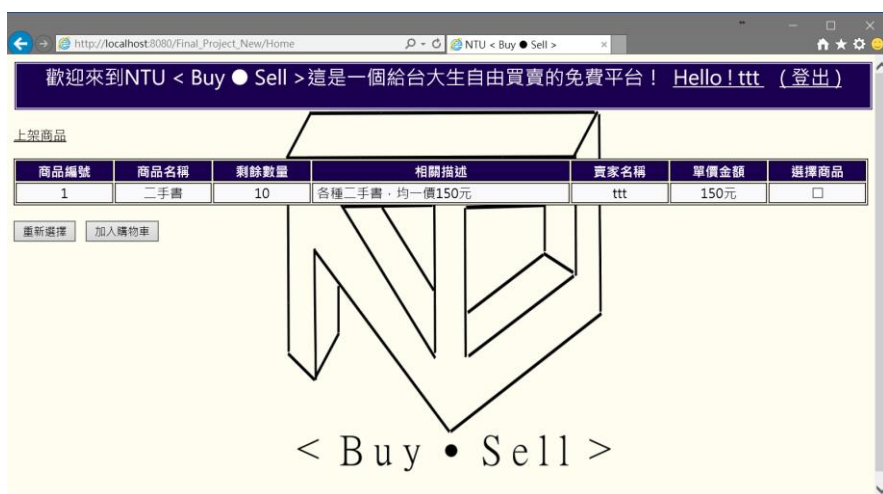 http://localhost:8080/Final_Project_New/Home
NTU < Buy ● Sell >
歡迎來到NTU < Buy ● Sell >這是一個給台大生自由買賣的免費平台！ Hello ! ttt (登出)
上架商品
商品編號 商品名稱 剩餘數量 相關描述 賣家名稱 單價金額 選擇商品
1 二手書 10 各種二手書，均一價150元 ttt 150元
重新選擇 加入購物車
< Buy ● Sell >